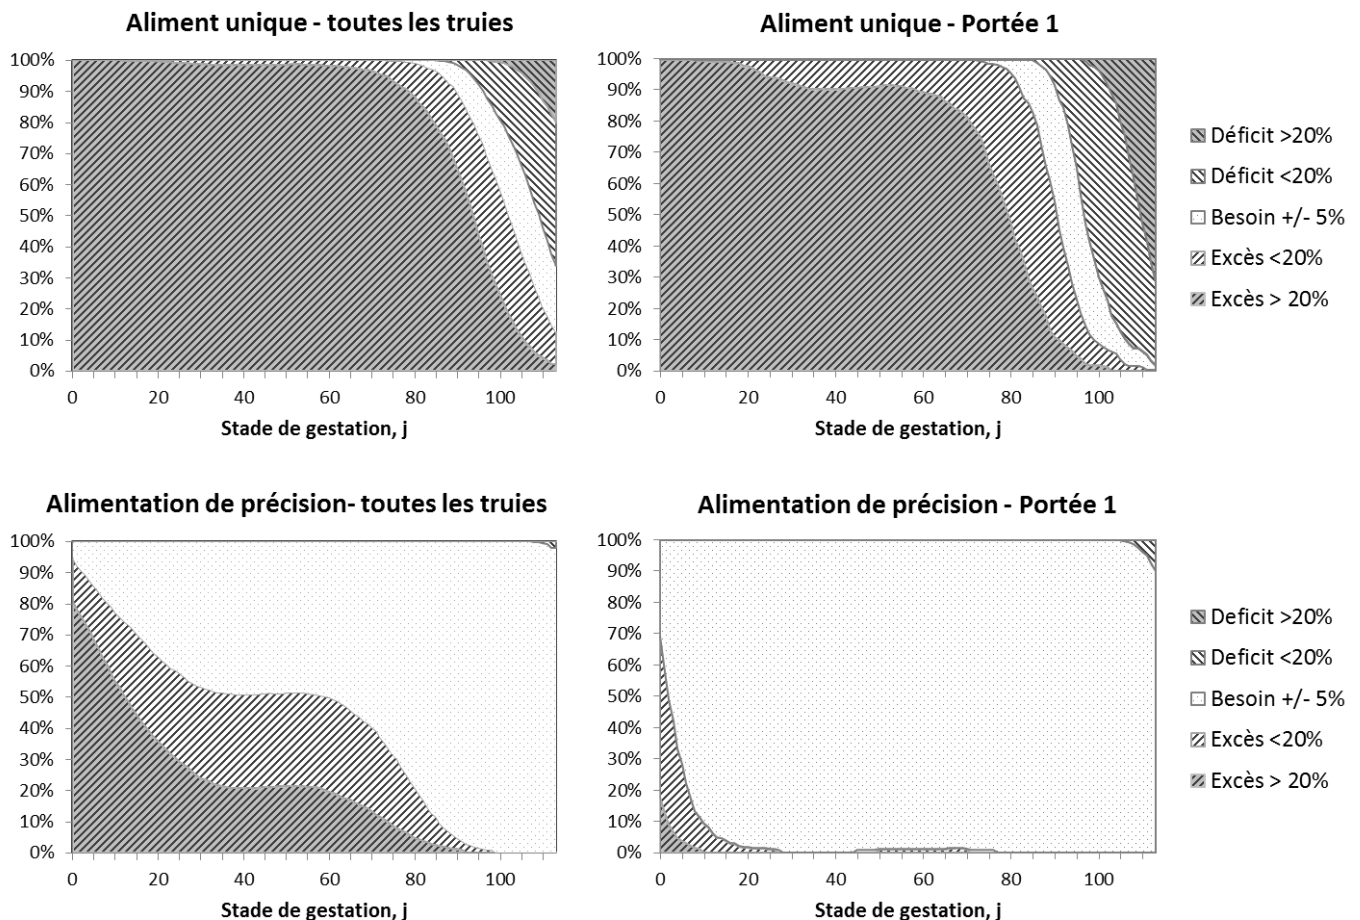 Aliment unique - toutes les truies
100%
90%
80%
70%
60%
50%
40%
30%
20%
10%
0%
0 20 40 60 80 100
Stade de gestation, j
Aliment unique - Portée 1
100%
90%
80%
70%
60%
50%
40%
30%
20%
10%
0%
0 20 40 60 80 100
Stade de gestation, j
Déficit >20%
Déficit <20%
Besoin +/- 5%
Excès <20%
Excès > 20%
Alimentation de précision- toutes les truies
100%
90%
80%
70%
60%
50%
40%
30%
20%
10%
0%
0 20 40 60 80 100
Stade de gestation, j
Alimentation de précision - Portée 1
100%
90%
80%
70%
60%
50%
40%
30%
20%
10%
0%
0 20 40 60 80 100
Stade de gestation, j
Deficit >20%
Deficit <20%
Besoin +/- 5%
Excès <20%
Excès > 20%